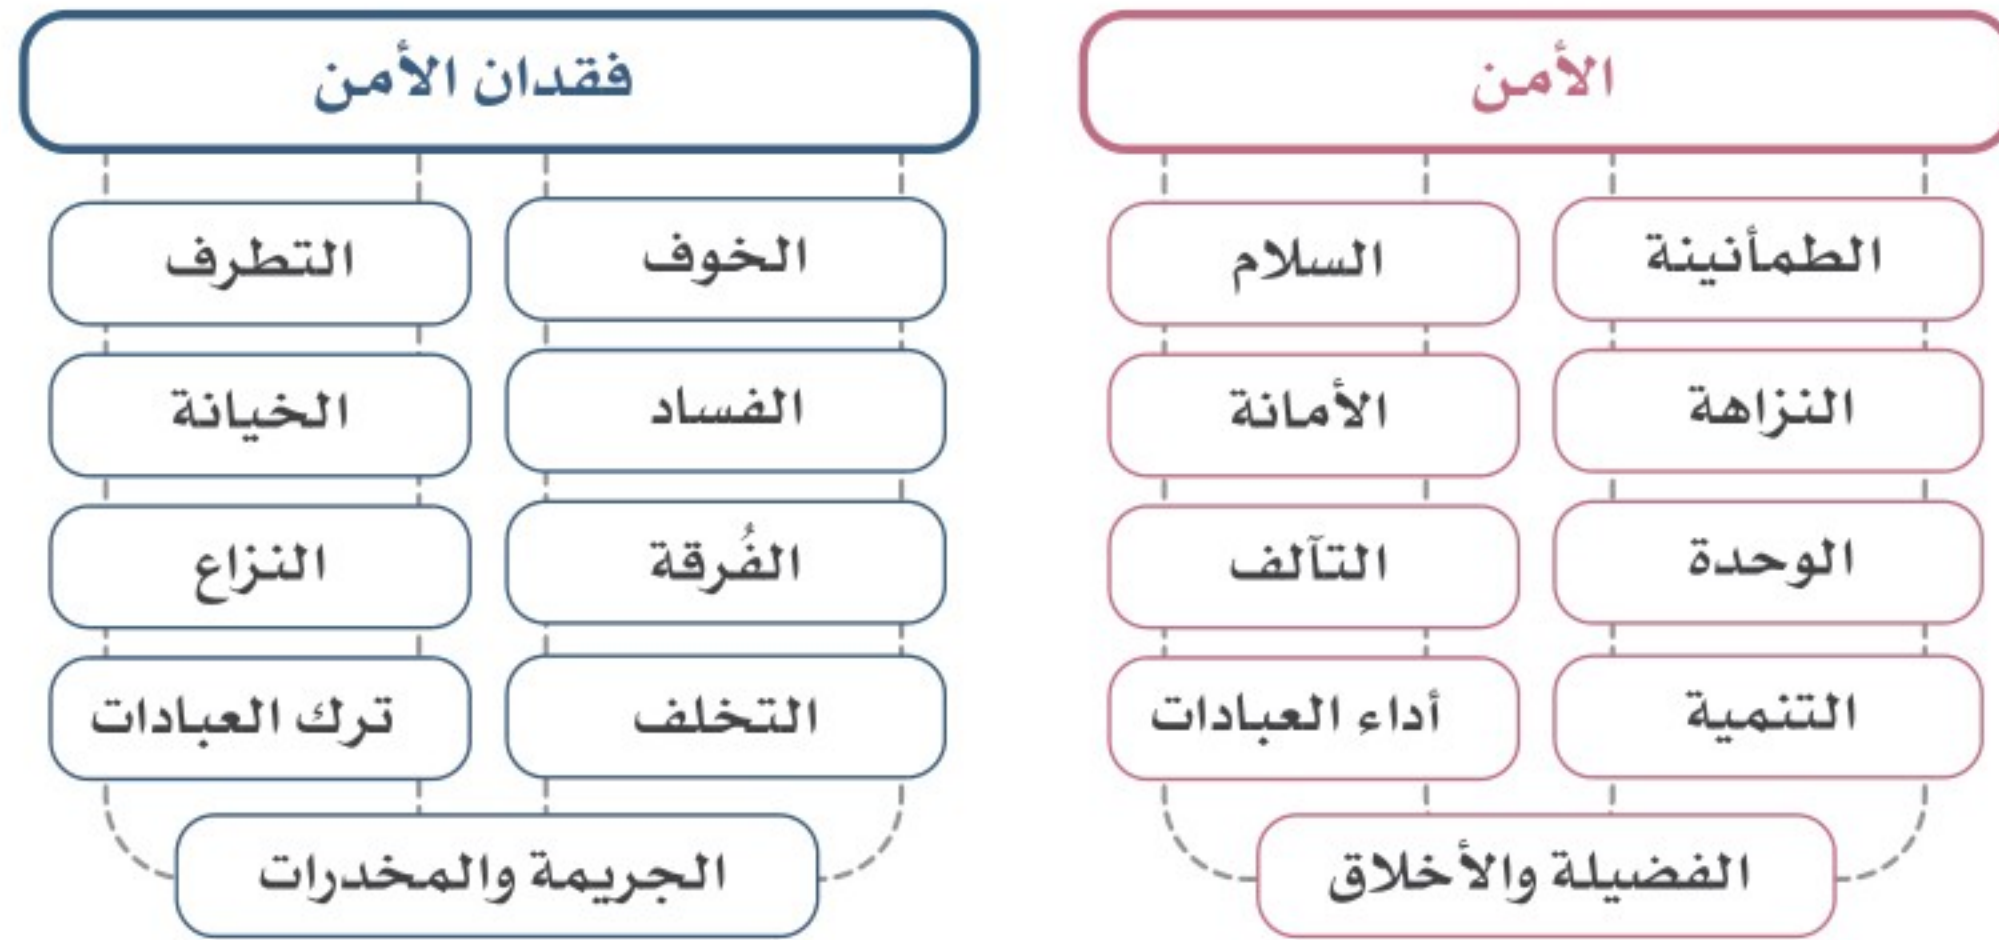 الأمن
الطمأنينة
السلام
النزاهة
الأمانة
الوحدة
التآلف
التنمية
أداء العبادات
الفضيلة والأخلاق
فقدان الأمن
الخوف
التطرف
الفساد
الخيانة
الفُرقة
النزاع
التخلف
ترك العبادات
الجريمة والمخدرات